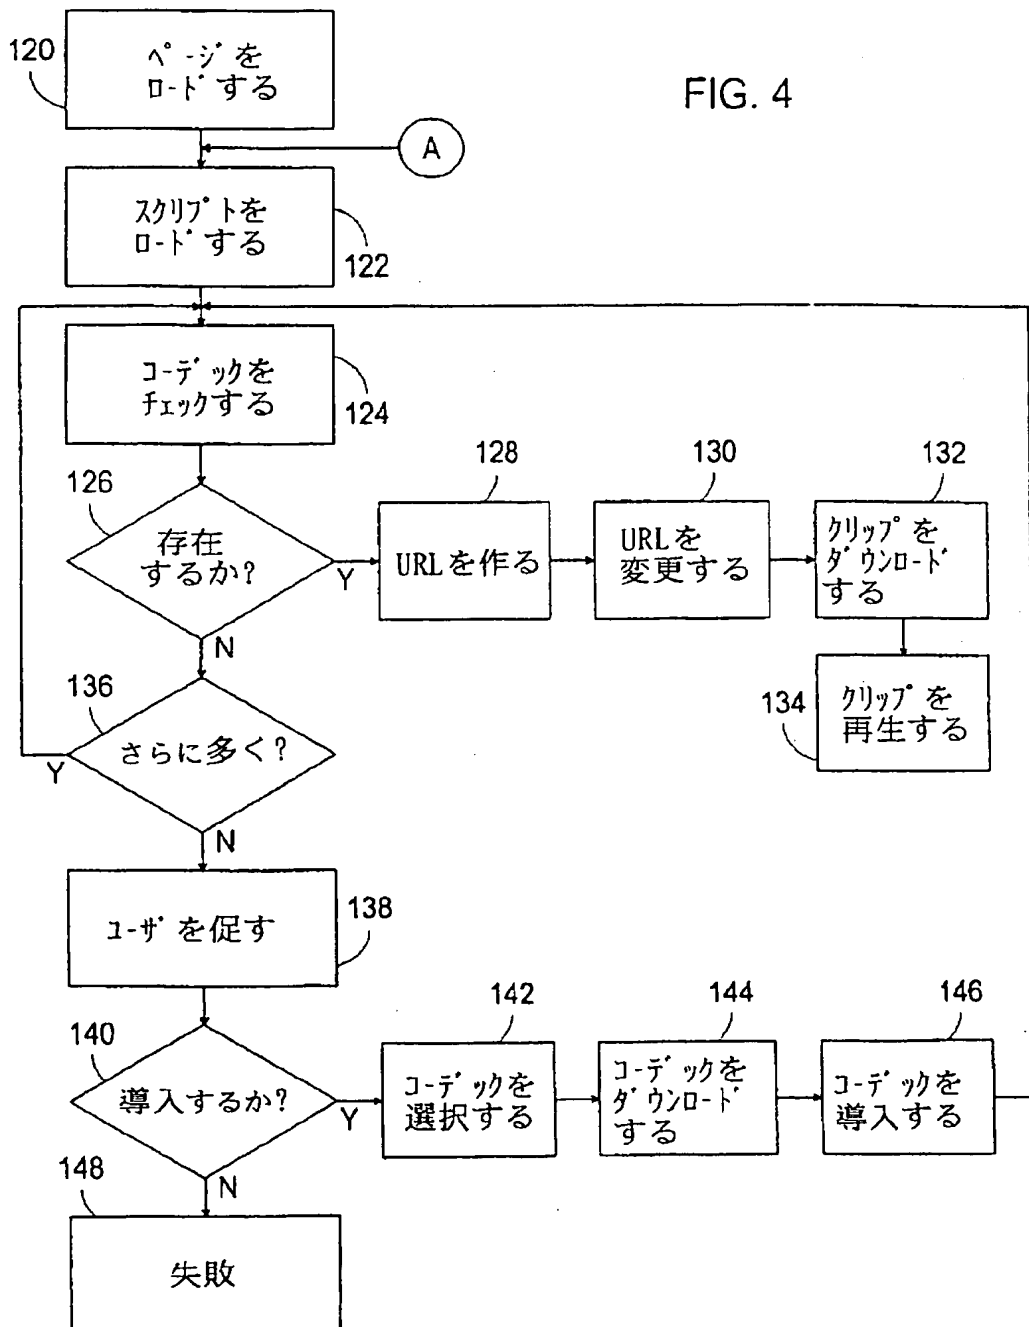 120
ﾍﾟｰｼﾞを
ﾛｰﾄﾞする
FIG. 4
A
ｽｸﾘﾌﾟﾄを
ﾛｰﾄﾞする
122
ｺｰﾃﾞｯｸを
ﾁｪｯｸする
124
126
存在
するか?
Y
N
128
URLを作る
130
URLを
変更する
132
ｸﾘｯﾌﾟを
ﾀﾞｳﾝﾛｰﾄﾞ
する
134
ｸﾘｯﾌﾟを
再生する
136
さらに多く?
Y
N
ﾕｰｻﾞを促す
138
140
導入するか?
Y
N
142
ｺｰﾃﾞｯｸを
選択する
144
ｺｰﾃﾞｯｸを
ﾀﾞｳﾝﾛｰﾄﾞ
する
146
ｺｰﾃﾞｯｸを
導入する
148
失敗